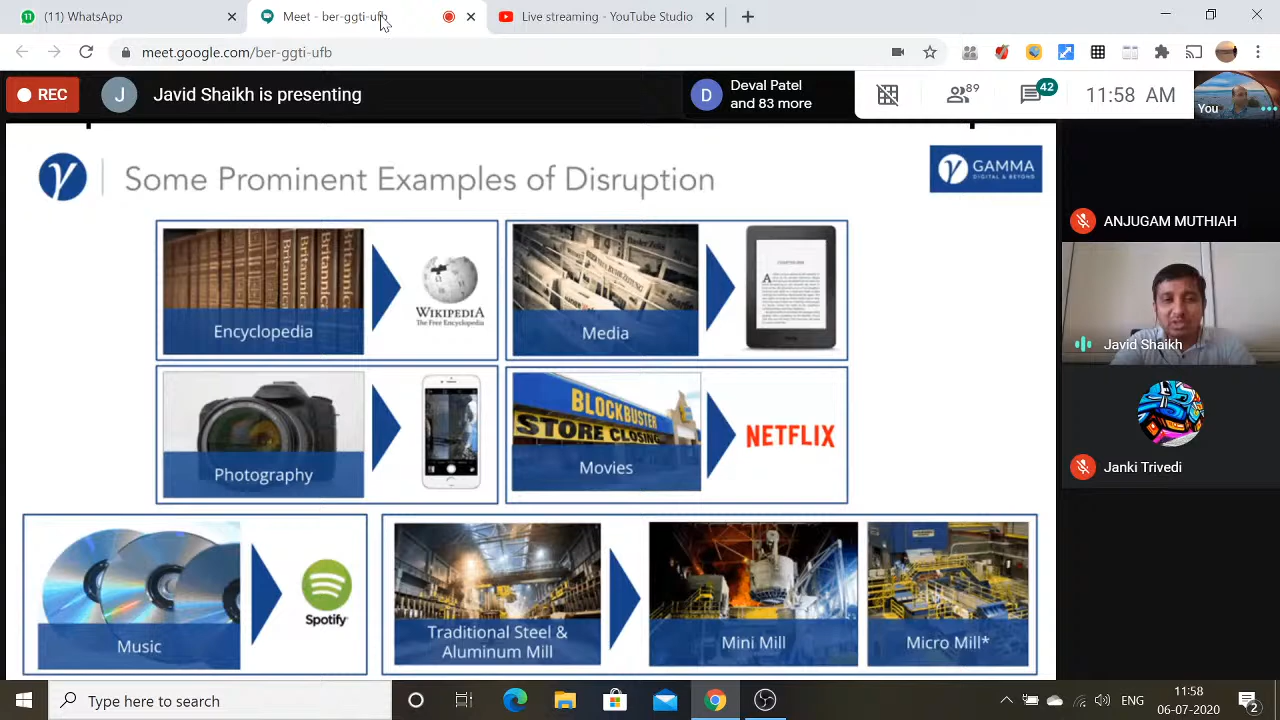 11
(11) WhatsApp
Meet - ber-ggti-ufb
Live streaming - YouTube Studio
meet.google.com/ber-ggti-ufb
REC
J
Javid Shaikh is presenting
D
Deval Patel
and 83 more
89
42
11:58 AM
You
γ
Some Prominent Examples of Disruption
γ GAMMA
DIGITAL & BEYOND
Britannica
Encyclopedia
WIKIPEDIA
The Free Encyclopedia
Media
Photography
BLOCKBUSTER
STORE CLOSING
Movies
NETFLIX
Music
Spotify
Traditional Steel &
Aluminum Mill
Mini Mill
Micro Mill*
ANJUGAM MUTHIAH
Javid Shaikh
Janki Trivedi
Type here to search
ENG
11:58
06-07-2020
2